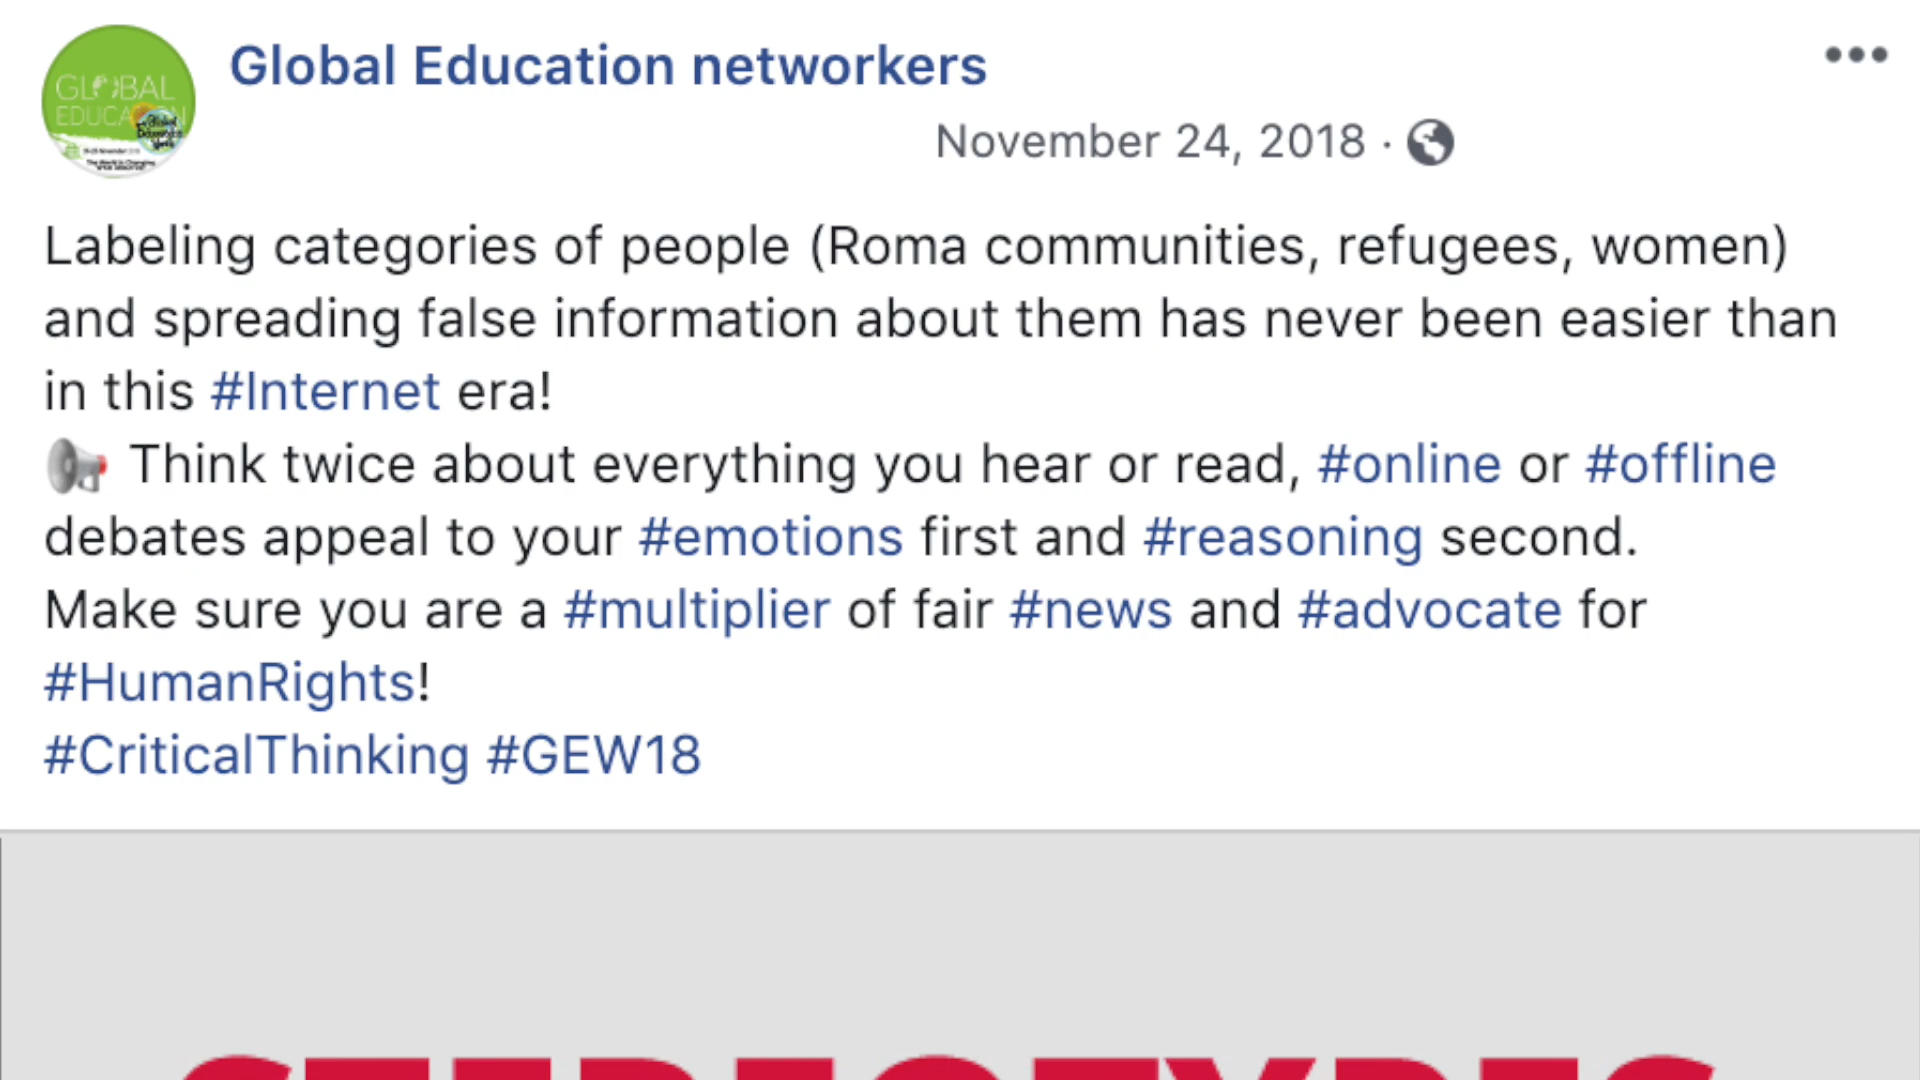 Global Education networkers
November 24, 2018 ·
GLOBAL
EDUCA
Labeling categories of people (Roma communities, refugees, women)
and spreading false information about them has never been easier than
in this #Internet era!
Think twice about everything you hear or read, #online or #offline
debates appeal to your #emotions first and #reasoning second.
Make sure you are a #multiplier of fair #news and #advocate for
#HumanRights!
#CriticalThinking #GEW18
STEREOTYPES